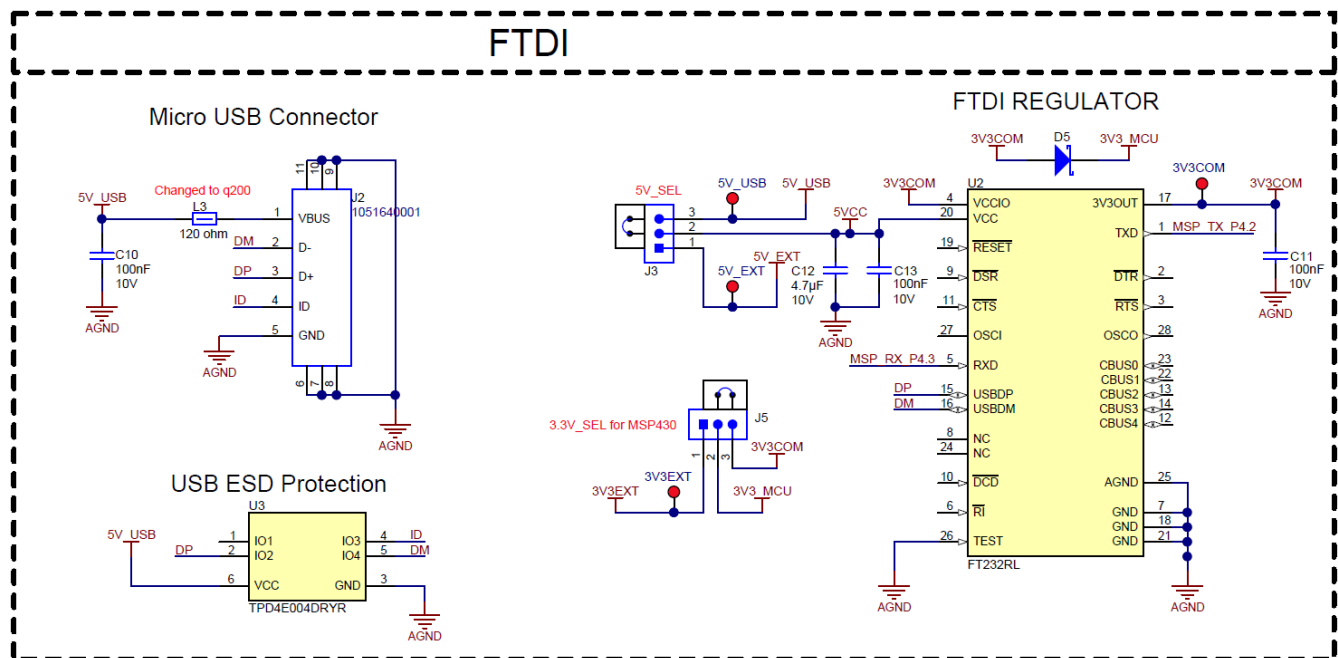 FTDI
Micro USB Connector
FTDI REGULATOR
5V_USB
Changed to q200
L3
120 ohm
C10
100nF
10V
AGND
DM
DP
ID
AGND
1
2
3
4
5
11
10
9
VBUS
D-
D+
ID
GND
6
7
8
J2
1051640001
AGND
5V_SEL
5V_USB
5V_USB
3
2
1
J3
5V_EXT
5V_EXT
5VCC
C12
4.7µF
10V
C13
100nF
10V
AGND
3V3COM
D5
3V3_MCU
3V3COM
U2
4 VCCIO
20 VCC
19 RESET
9 DSR
11 CTS
27 OSCI
MSP_RX_P4.3 5 RXD
DP 15 USBDP
DM 16 USBDM
8 NC
24 NC
10 DCD
6 RI
26 TEST
AGND
FT232RL
3V3OUT 17
TXD 1 MSP_TX_P4.2
DTR 2
RTS 3
OSCO 28
CBUS0 23
CBUS1 22
CBUS2 13
CBUS3 14
CBUS4 12
AGND 25
GND 7
GND 18
GND 21
AGND
3V3COM
3V3COM
C11
100nF
10V
AGND
3.3V_SEL for MSP430
J5
1
2
3
3V3COM
3V3EXT
3V3EXT
3V3_MCU
USB ESD Protection
U3
5V_USB
DP
1 IO1
2 IO2
6 VCC
IO3 4 ID
IO4 5 DM
GND 3
TPD4E004DRYR
AGND